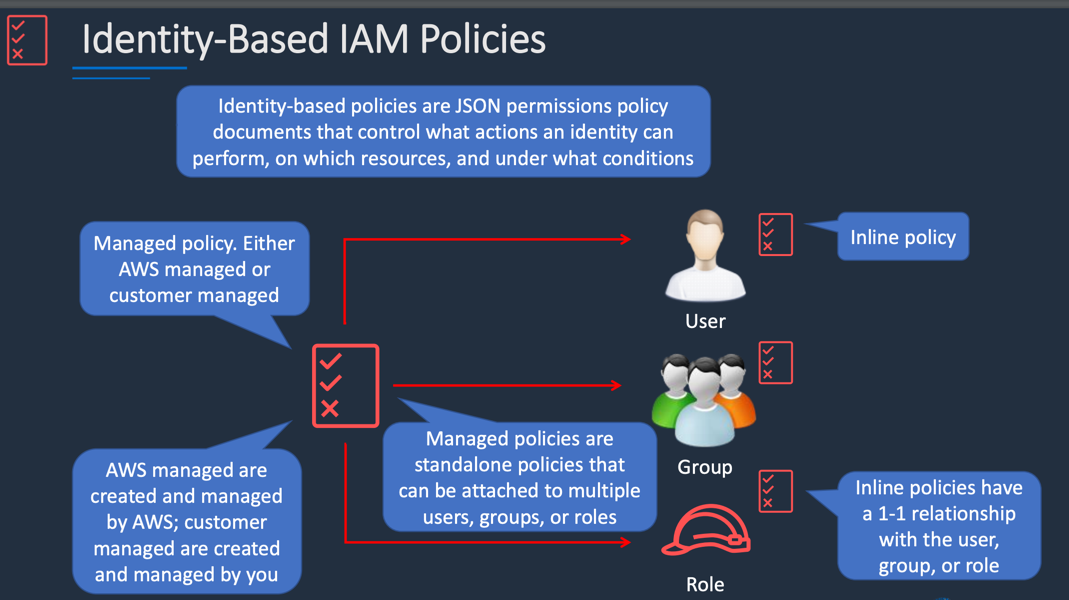 Identity-Based IAM Policies
Identity-based policies are JSON permissions policy
documents that control what actions an identity can
perform, on which resources, and under what conditions
Managed policy. Either
AWS managed or
customer managed
Inline policy
User
Managed policies are
standalone policies that
can be attached to multiple
users, groups, or roles
Group
AWS managed are
created and managed
by AWS; customer
managed are created
and managed by you
Inline policies have
a 1-1 relationship
with the user,
group, or role
Role